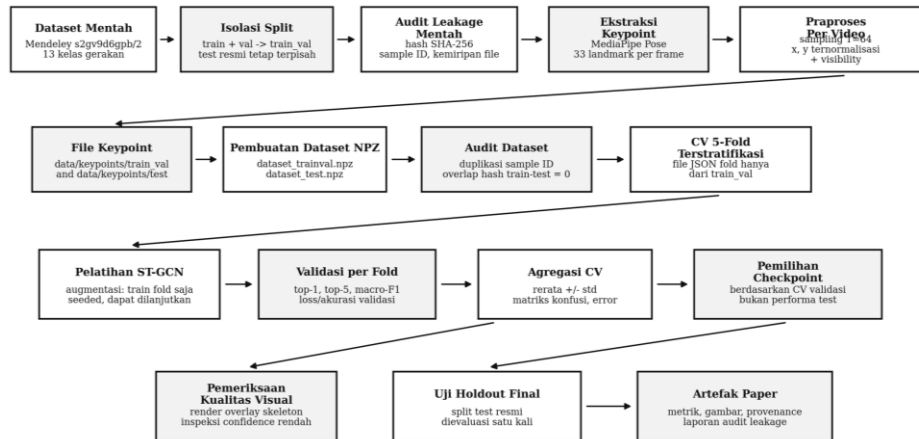 Dataset Mentah
Mendeley s2gv9d6gpb/2
13 kelas gerakan
Isolasi Split
train + val -> train_val
test resmi tetap terpisah
Audit Leakage
Mentah
hash SHA-256
sample ID, kemiripan file
Ekstraksi
Keypoint
MediaPipe Pose
33 landmark per frame
Praproses
Per Video
sampling T=64
x, y ternormalisasi
+ visibility
File Keypoint
data/keypoints/train_val
and data/keypoints/test
Pembuatan Dataset NPZ
dataset_trainval.npz
dataset_test.npz
Audit Dataset
duplikasi sample ID
overlap hash train-test = 0
CV 5-Fold
Terstratifikasi
file JSON fold hanya
dari train_val
Pelatihan ST-GCN
augmentasi: train fold saja
seeded, dapat dilanjutkan
Validasi per Fold
top-1, top-5, macro-F1
loss/akurasi validasi
Agregasi CV
rerata +/- std
matriks konfusi, error
Pemilihan
Checkpoint
berdasarkan CV validasi
bukan performa test
Pemeriksaan
Kualitas Visual
render overlay skeleton
inspeksi confidence rendah
Uji Holdout Final
split test resmi
dievaluasi satu kali
Artefak Paper
metrik, gambar, provenance
laporan audit leakage